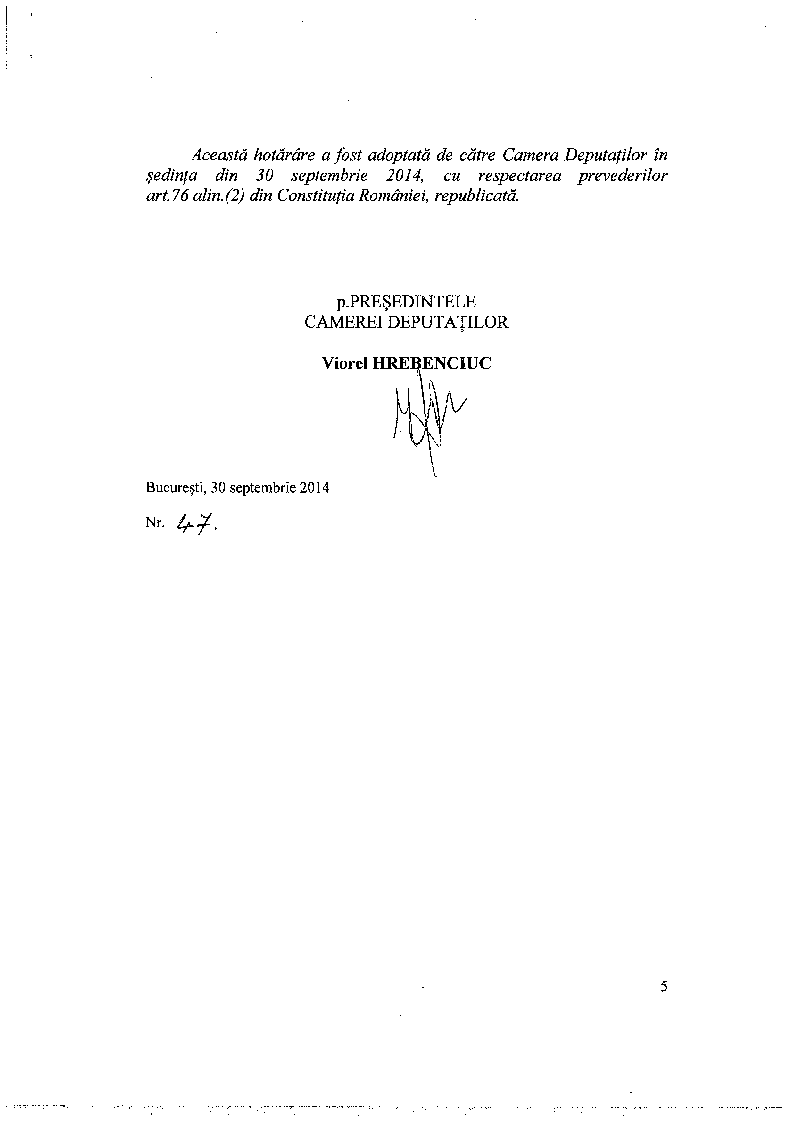 Această hotărâre a fost adoptată de către Camera Deputaţilor în
şedinţa din 30 septembrie 2014, cu respectarea prevederilor
art.76 alin.(2) din Constituţia României, republicată.
p.PREŞEDINTELE
CAMEREI DEPUTAŢILOR
Viorel HREBENCIUC
Bucureşti, 30 septembrie 2014
Nr. 47.
5